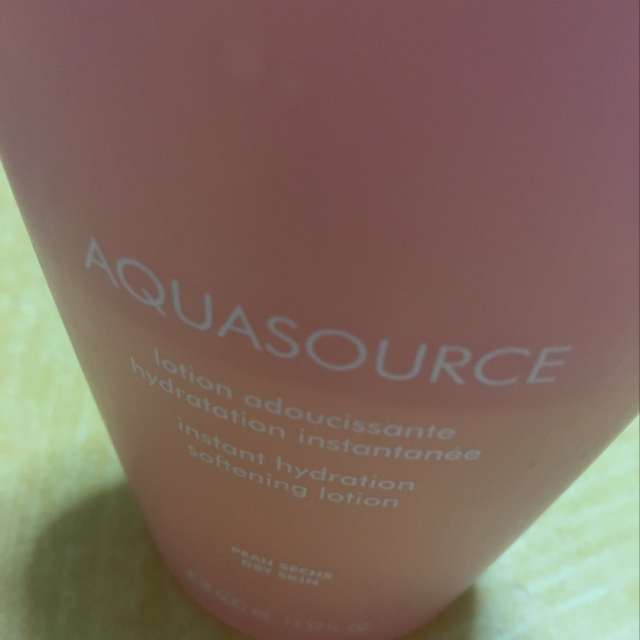 AQUASOURCE
lotion adoucissante
hydratation instantanée
instant hydration
softening lotion
PEAU SÈCHE
DRY SKIN